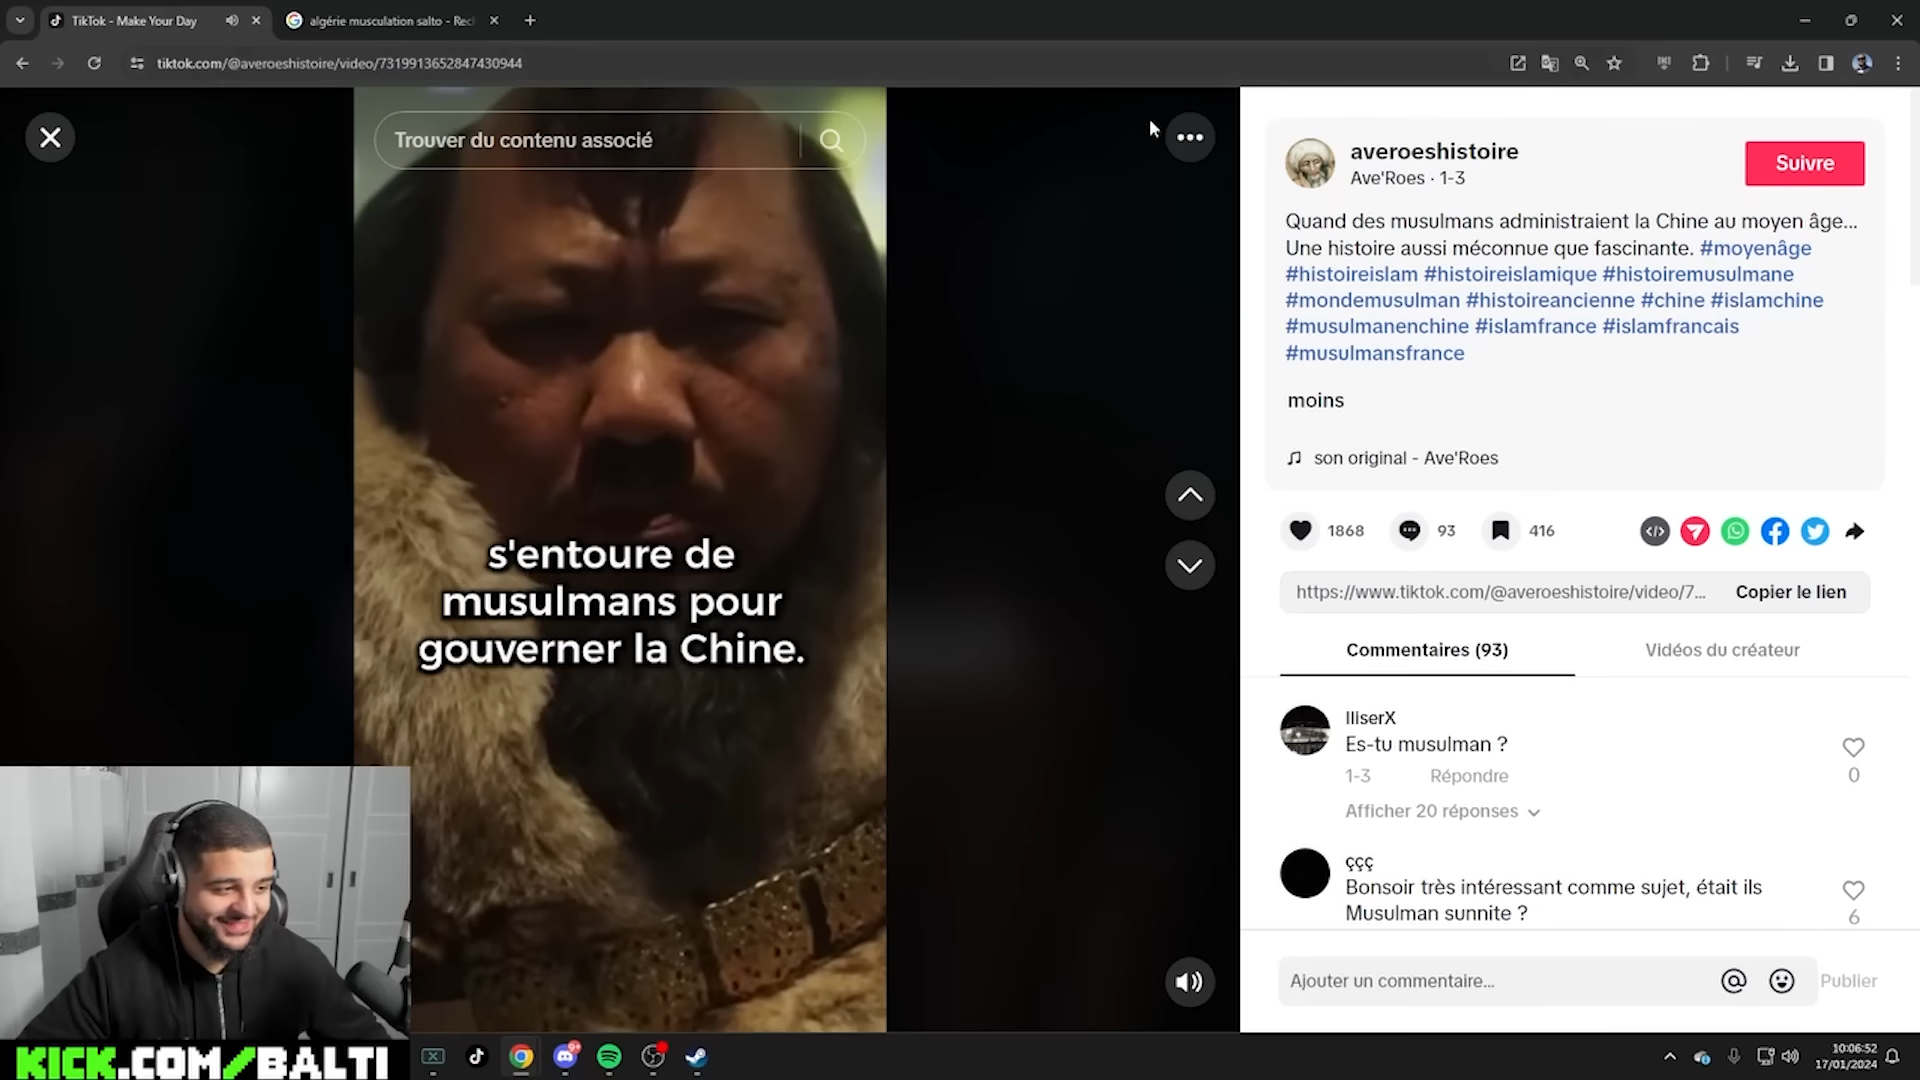 TikTok - Make Your Day
algérie musculation salto - Rec
tiktok.com/@averoeshistoire/video/7319913652847430944
Trouver du contenu associé
s'entoure de
musulmans pour
gouverner la Chine.
averoeshistoire
Ave'Roes · 1-3
Suivre
Quand des musulmans administraient la Chine au moyen âge...
Une histoire aussi méconnue que fascinante. #moyenâge
#histoireislam #histoireislamique #histoiremusulmane
#mondemusulman #histoireancienne #chine #islamchine
#musulmanenchine #islamfrance #islamfrancais
#musulmansfrance
moins
son original - Ave'Roes
1868
93
416
https://www.tiktok.com/@averoeshistoire/video/7...
Copier le lien
Commentaires (93)
Vidéos du créateur
IliserX
Es-tu musulman ?
1-3 Répondre
0
Afficher 20 réponses
ççç
Bonsoir très intéressant comme sujet, était ils
Musulman sunnite ?
6
Ajouter un commentaire...
Publier
KICK.COM/BALTI
10:06:52
17/01/2024